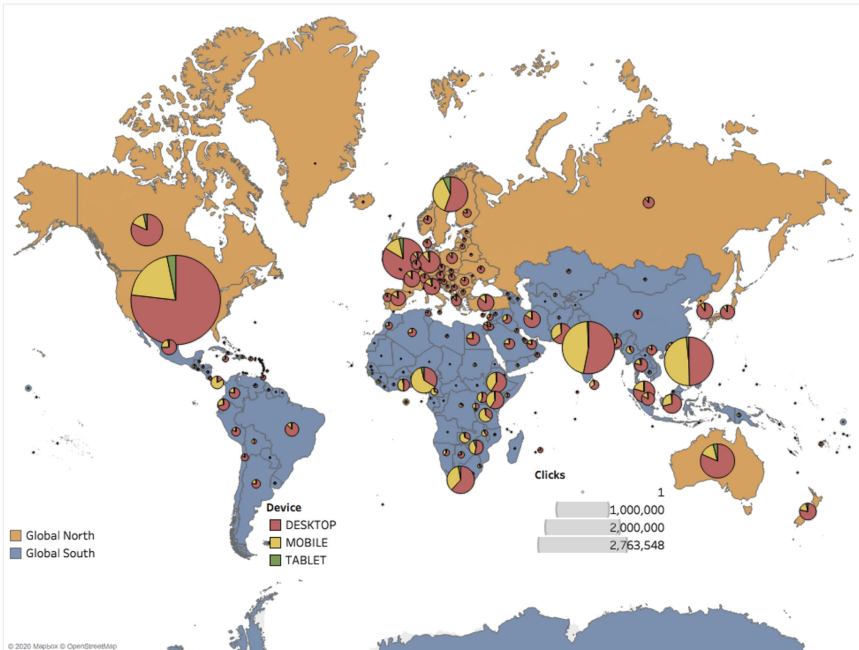 Clicks
1
1,000,000
2,000,000
2,763,548
Device
DESKTOP
MOBILE
TABLET
Global North
Global South
© 2020 Mapbox © OpenStreetMap